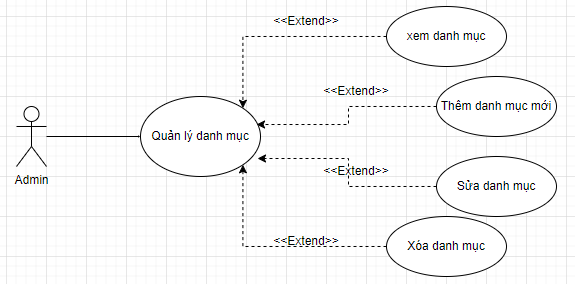 <<Extend>>
xem danh mục
<<Extend>>
Thêm danh mục mới
Quản lý danh mục
Admin
<<Extend>>
Sửa danh mục
<<Extend>>
Xóa danh mục